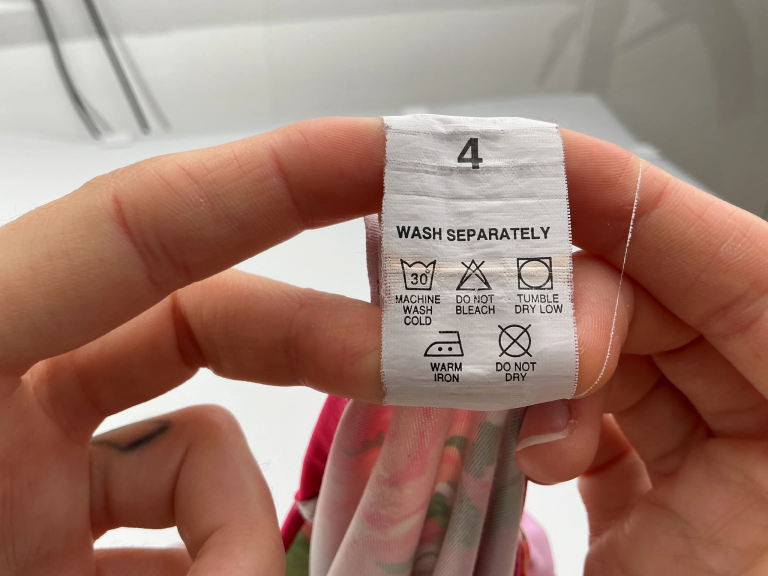 4
WASH SEPARATELY
30°
MACHINE WASH COLD
DO NOT BLEACH
TUMBLE DRY LOW
WARM IRON
DO NOT DRY